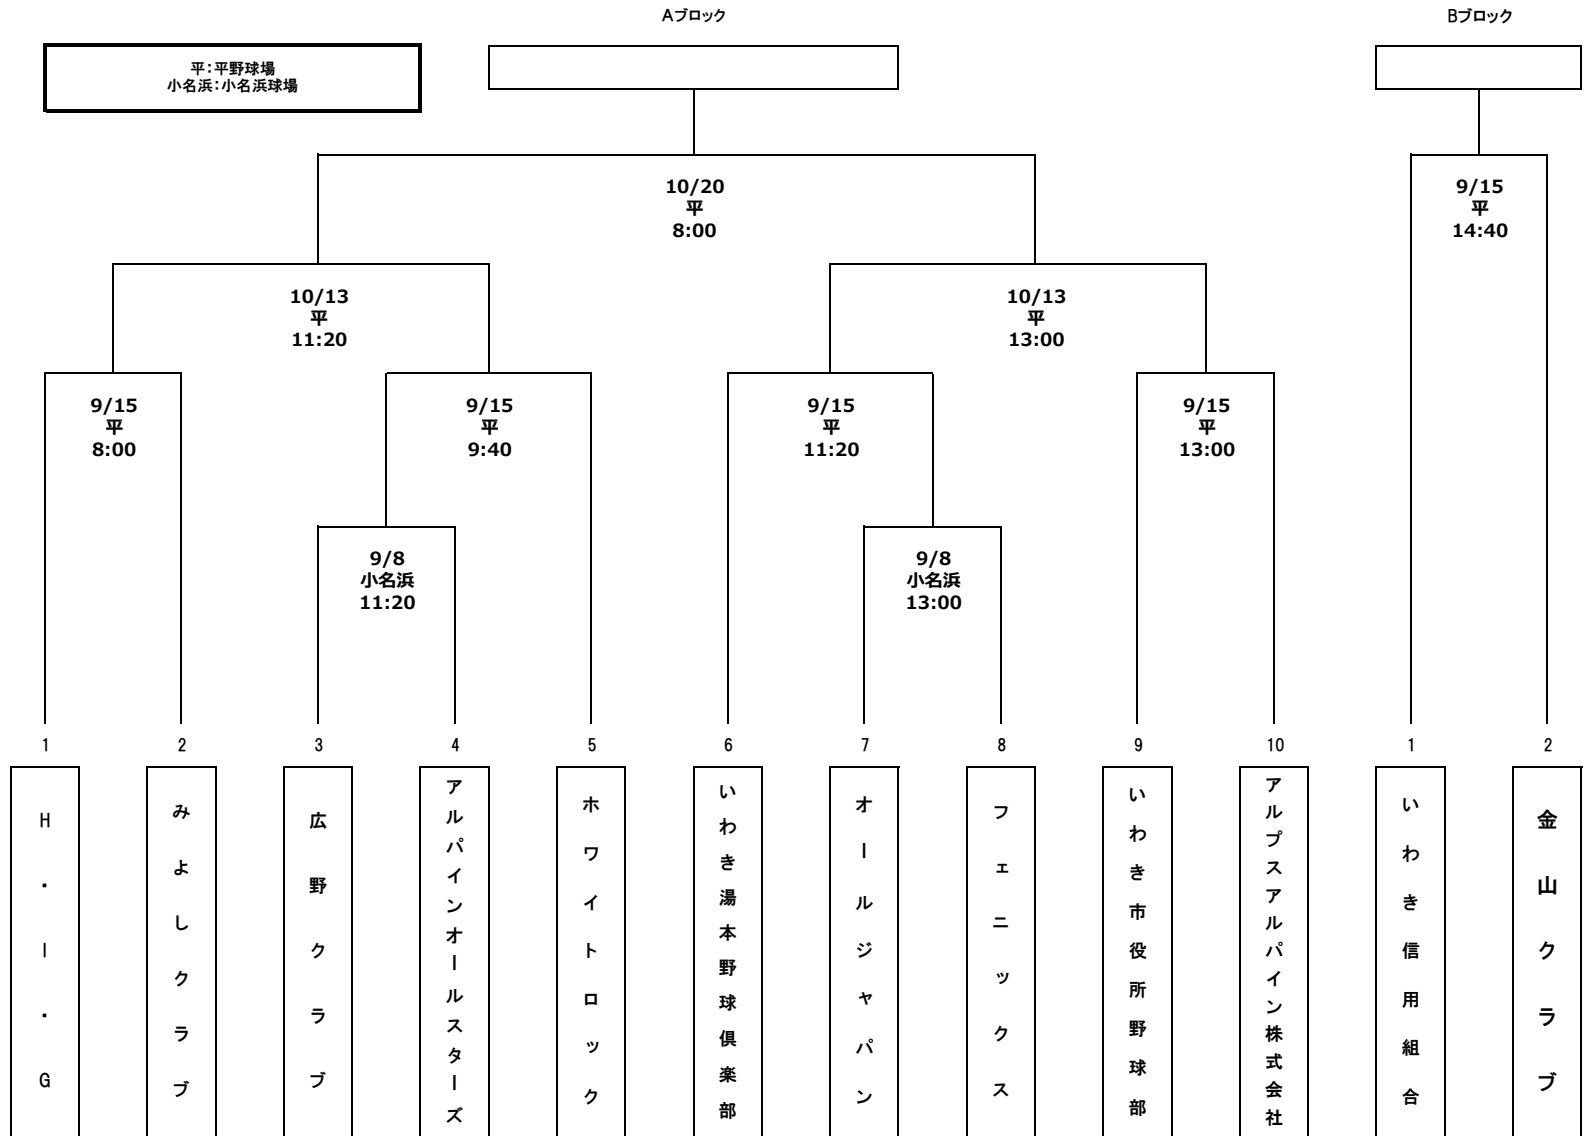 Aブロック
Bブロック
平：平野球場
小名浜：小名浜球場
10/20
平
8:00
9/15
平
14:40
10/13
平
11:20
10/13
平
13:00
9/15
平
8:00
9/15
平
9:40
9/15
平
11:20
9/15
平
13:00
9/8
小名浜
11:20
9/8
小名浜
13:00
1
2
3
4
5
6
7
8
9
10
1
2
H・I・G
みよしクラブ
広野クラブ
アルパインオールスターズ
ホワイトロック
いわき湯本野球倶楽部
オールジャパン
フェニックス
いわき市役所野球部
アルプスアルパイン株式会社
いわき信用組合
金山クラブ